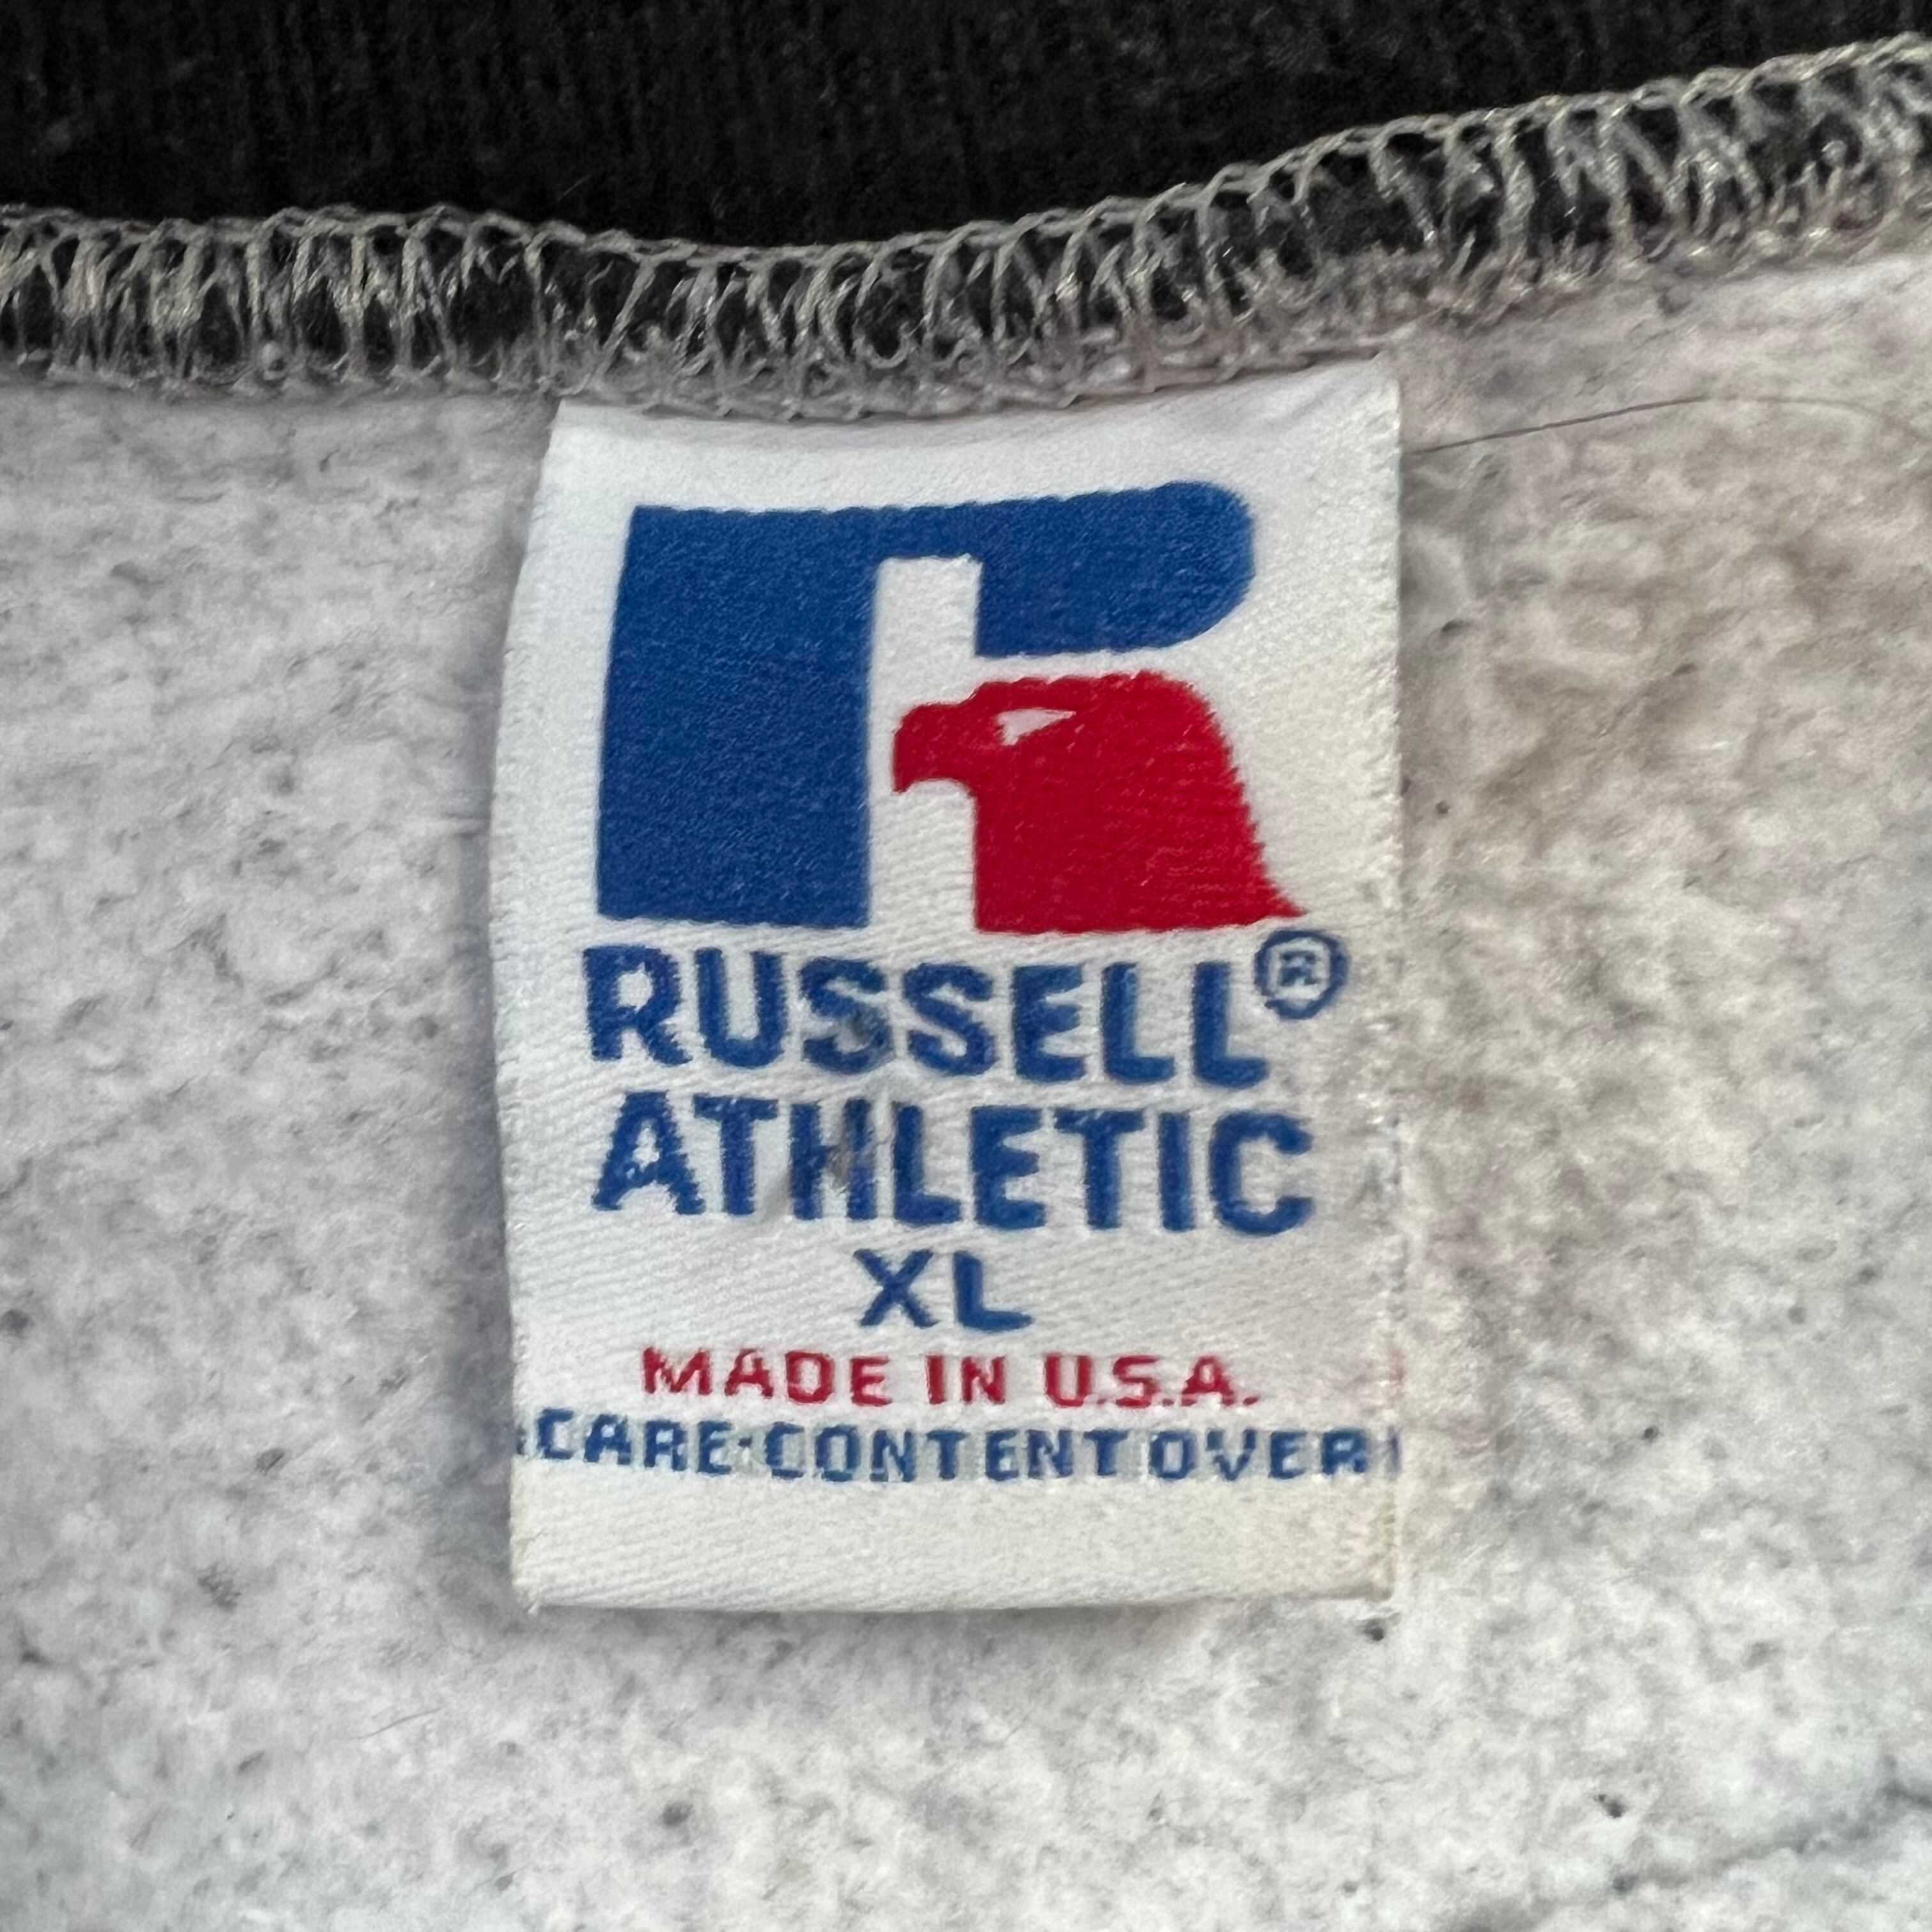 RUSSELL®
ATHLETIC
XL
MADE IN U.S.A.
CARE·CONTENT OVER